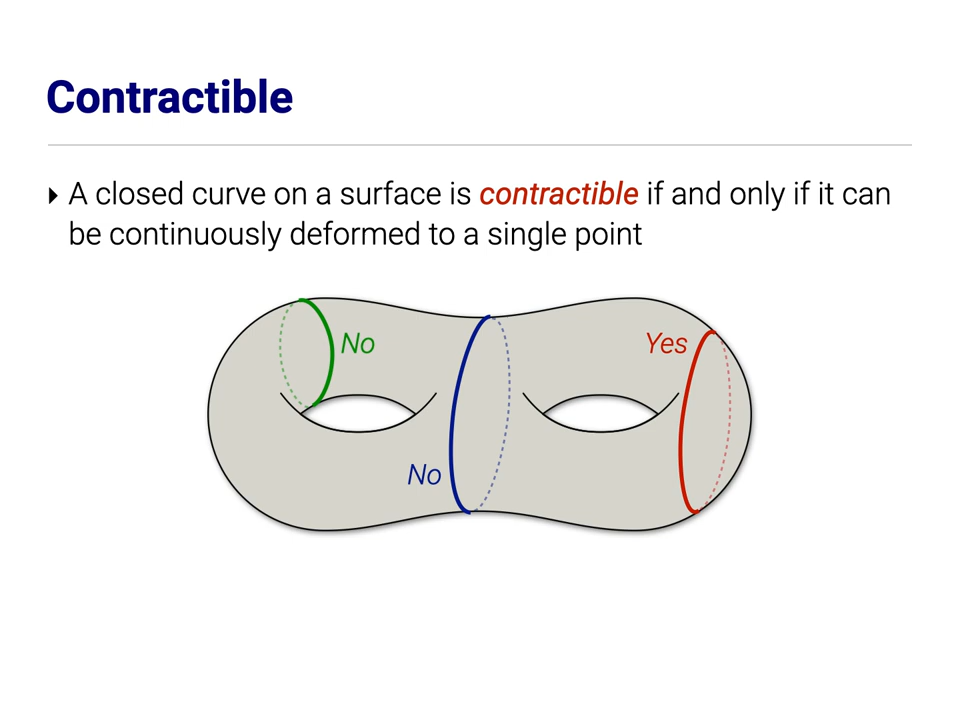 Contractible
A closed curve on a surface is contractible if and only if it can
be continuously deformed to a single point
No
Yes
No